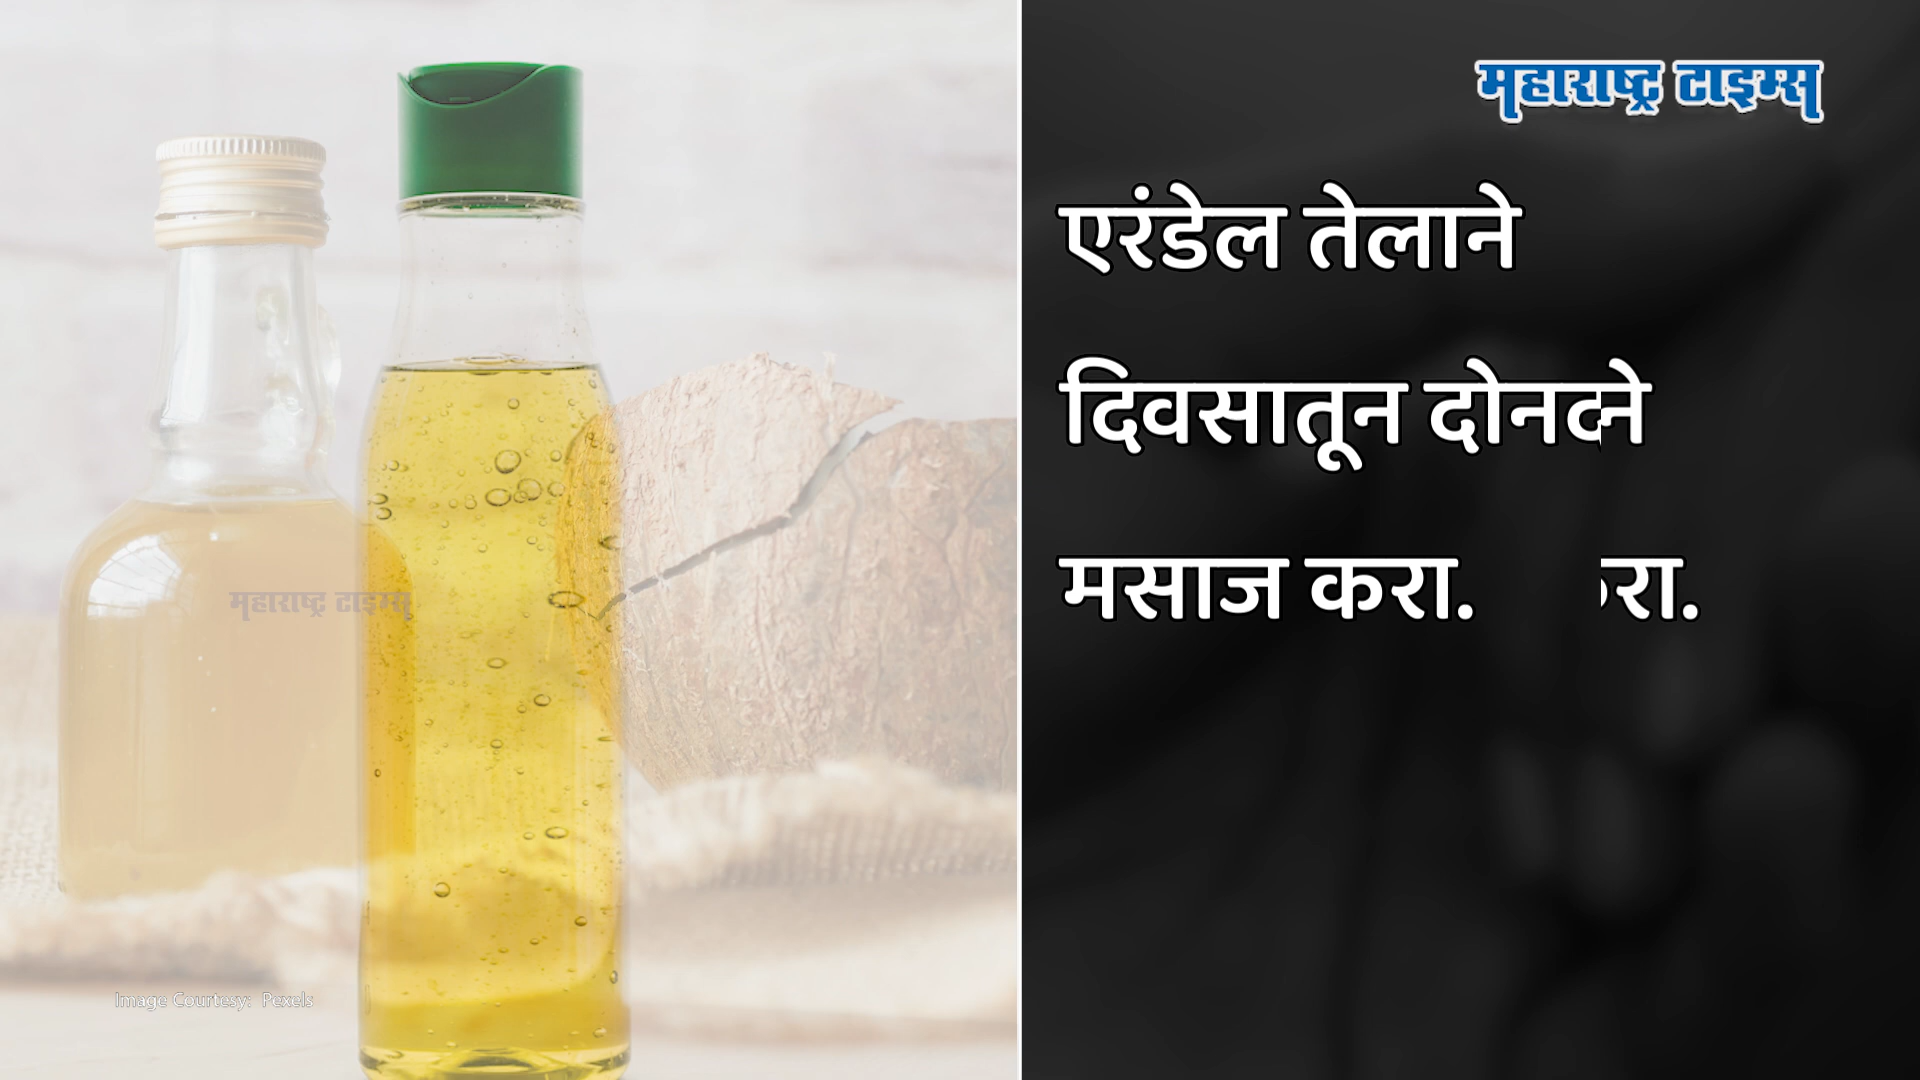 महाराष्ट्र टाइम्स
एरंडेल तेलाने
दिवसातून दोनदा
मसाज करा.
महाराष्ट्र टाइम्स
Image Courtesy: Pexels